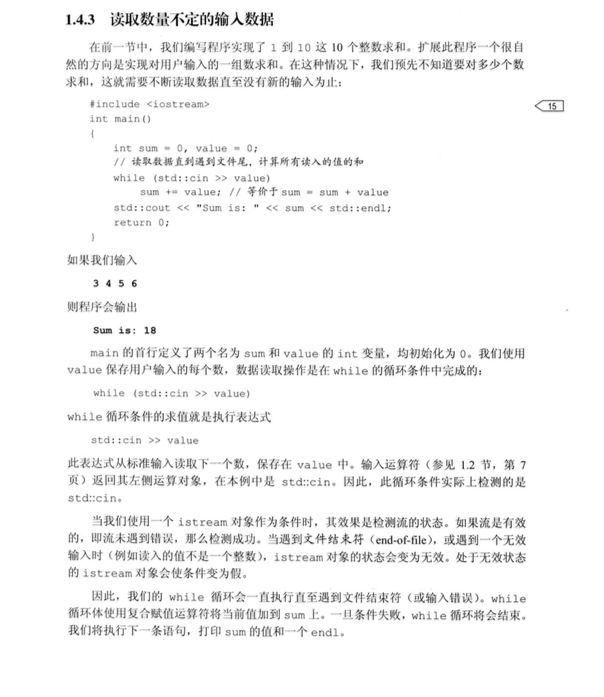 1.4.3 读取数量不定的输入数据
在前一节中，我们编写程序实现了 1 到 10 这 10 个整数求和。扩展此程序一个很自
然的方向是实现对用户输入的一组数求和。在这种情况下，我们预先不知道要对多少个数
求和，这就需要不断读取数据直至没有新的输入为止：
#include <iostream>
15
int main()
{
int sum = 0, value = 0;
// 读取数据直到遇到文件尾，计算所有读入的值的和
while (std::cin >> value)
sum += value; // 等价于 sum = sum + value
std::cout << "Sum is: " << sum << std::endl;
return 0;
}
如果我们输入
3 4 5 6
则程序会输出
Sum is: 18
main 的首行定义了两个名为 sum 和 value 的 int 变量，均初始化为 0。我们使用
value 保存用户输入的每个数，数据读取操作是在 while 的循环条件中完成的：
while (std::cin >> value)
while 循环条件的求值就是执行表达式
std::cin >> value
此表达式从标准输入读取下一个数，保存在 value 中。输入运算符（参见 1.2 节，第 7
页）返回其左侧运算对象，在本例中是 std::cin。因此，此循环条件实际上检测的是
std::cin。
当我们使用一个 istream 对象作为条件时，其效果是检测流的状态。如果流是有效
的，即流未遇到错误，那么检测成功。当遇到文件结束符（end-of-file），或遇到一个无效
输入时（例如读入的值不是一个整数），istream 对象的状态会变为无效。处于无效状态
的 istream 对象会使条件变为假。
因此，我们的 while 循环会一直执行直至遇到文件结束符（或输入错误）。while
循环体使用复合赋值运算符将当前值加到 sum 上。一旦条件失败，while 循环将会结束。
我们将执行下一条语句，打印 sum 的值和一个 endl。